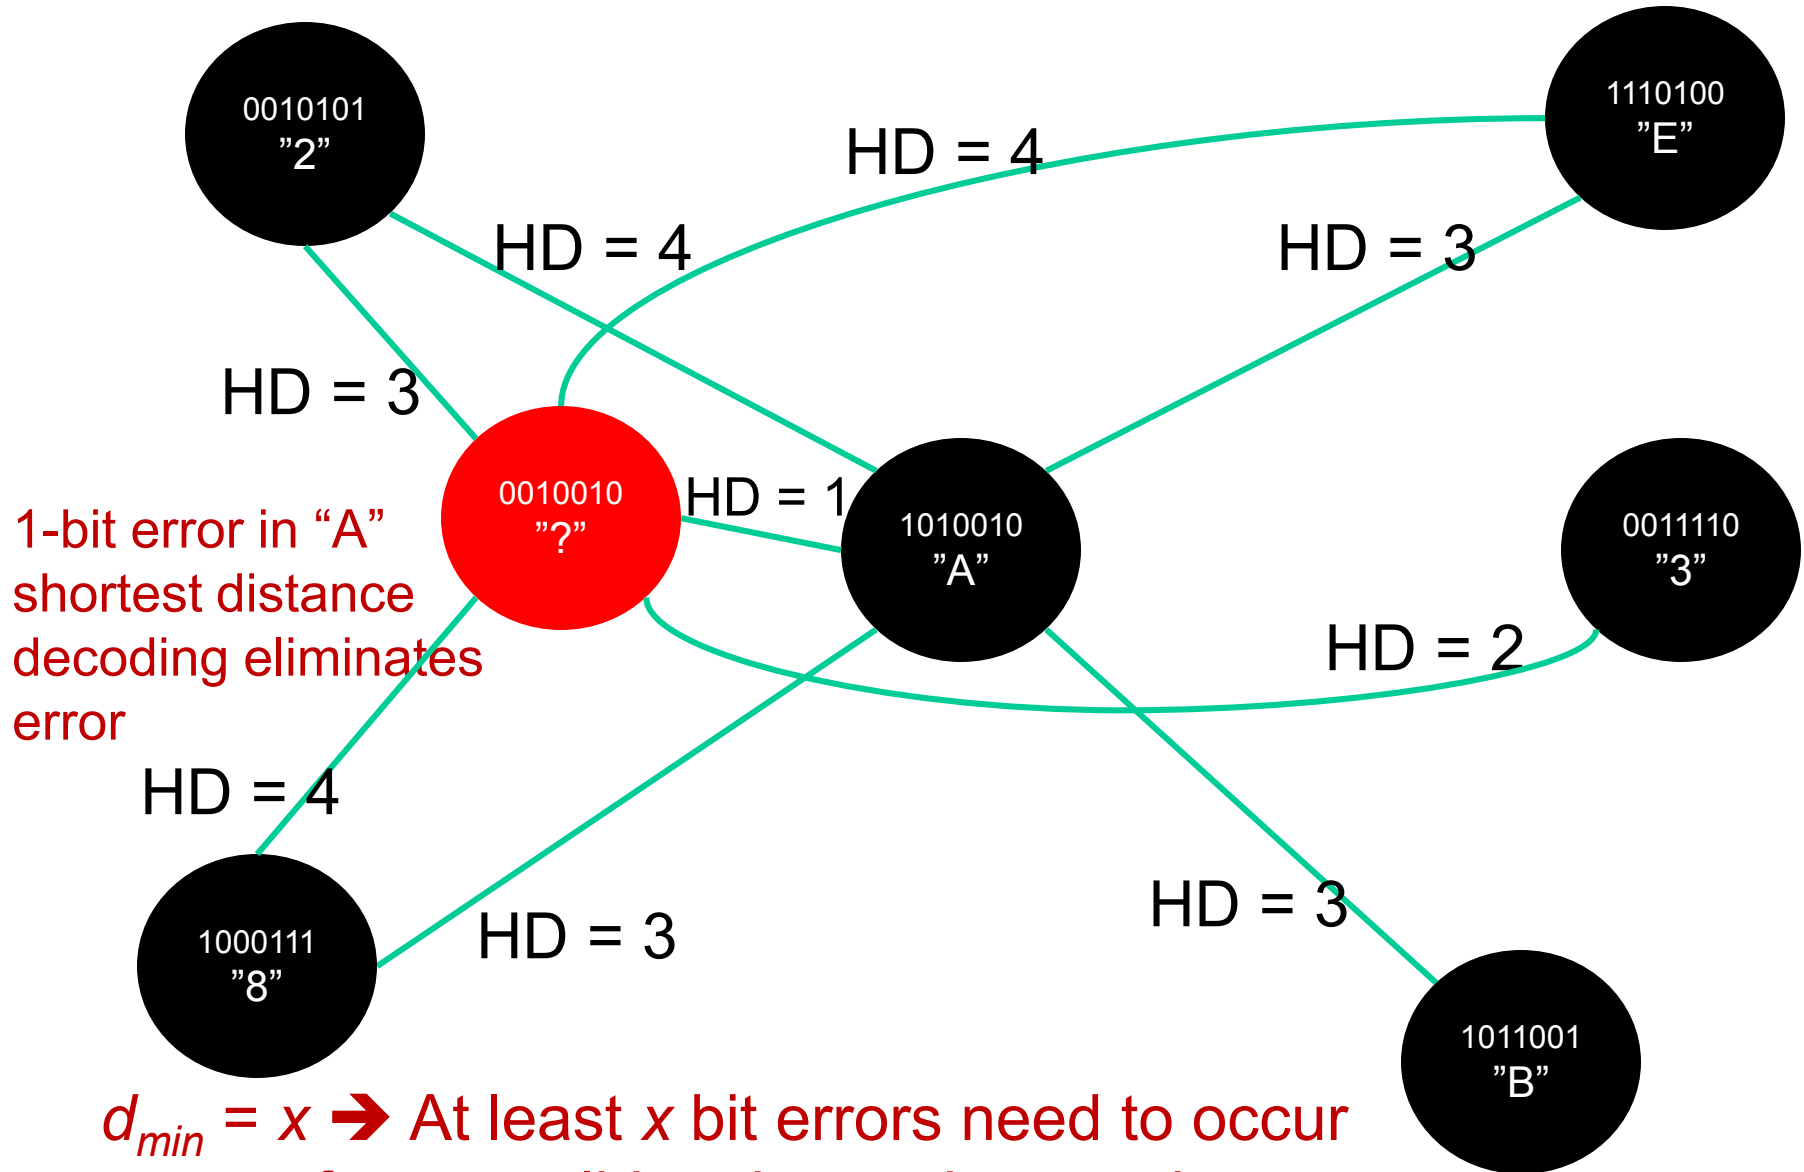 0010101
”2”
1110100
”E”
HD = 4
HD = 4
HD = 3
HD = 3
0010010
”?”
HD = 1
1010010
”A”
0011110
”3”
1-bit error in “A”
shortest distance
decoding eliminates
error
HD = 2
HD = 4
HD = 3
HD = 3
1000111
”8”
1011001
”B”
dmin = x ➔ At least x bit errors need to occur